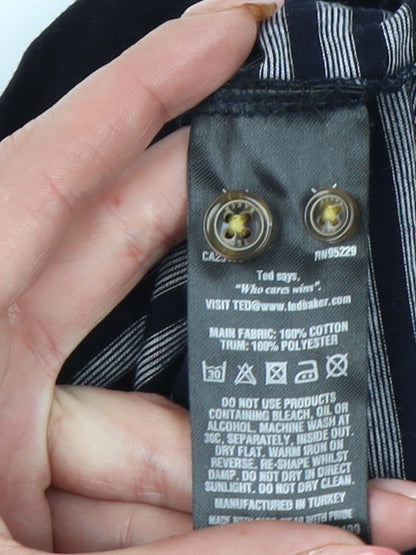 RN95229
Ted says,
"Who cares wins".
VISIT TED@www.tedbaker.com
MAIN FABRIC: 100% COTTON
TRIM: 100% POLYESTER
30
DO NOT USE PRODUCTS
CONTAINING BLEACH, OIL OR
ALCOHOL. MACHINE WASH AT
30C, SEPARATELY, INSIDE OUT.
DRY FLAT. WARM IRON ON
REVERSE. RE-SHAPE WHILST
DAMP. DO NOT DRY IN DIRECT
SUNLIGHT. DO NOT DRY CLEAN.
MANUFACTURED IN TURKEY
WITH PRIDE